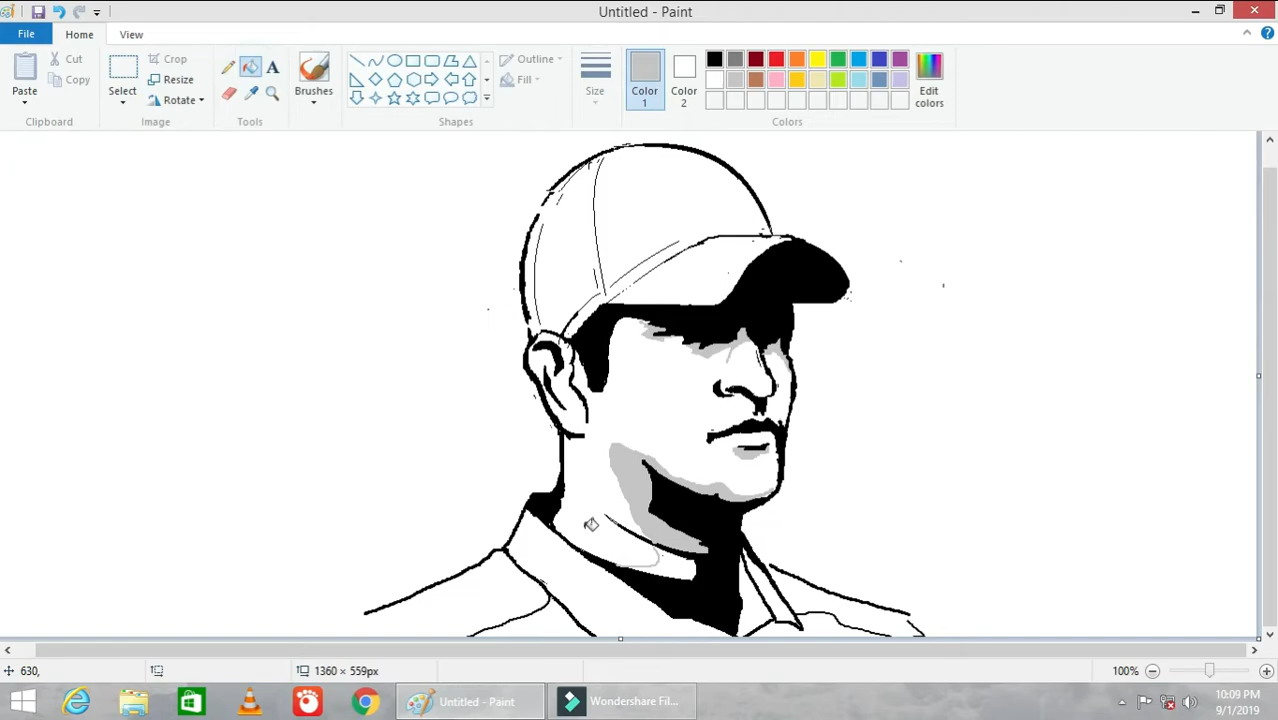 Untitled - Paint
File
Home
View
Paste
Cut
Copy
Clipboard
Select
Crop
Resize
Rotate
Image
A
Tools
Brushes
Outline
Fill
Shapes
Size
Color 1
Color 2
Edit colors
Colors
630,
1360 × 559px
100%
Untitled - Paint
Wondershare Fil...
10:09 PM
9/1/2019